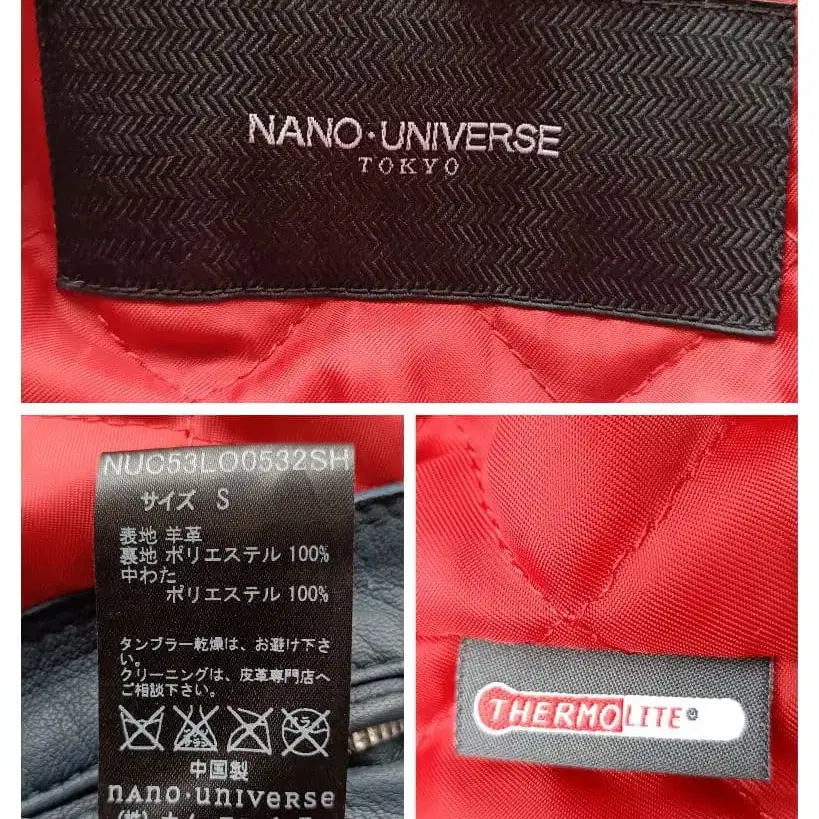 NANO·UNIVERSE
TOKYO
NUC53LO0532SH
サイズ S
表地 羊革
裏地 ポリエステル 100%
中わた
ポリエステル 100%
タンブラー乾燥は、お避け下さ
い。
クリーニングは、皮革専門店へ
ご相談下さい。
中国製
nano·universe
THERMOLITE®